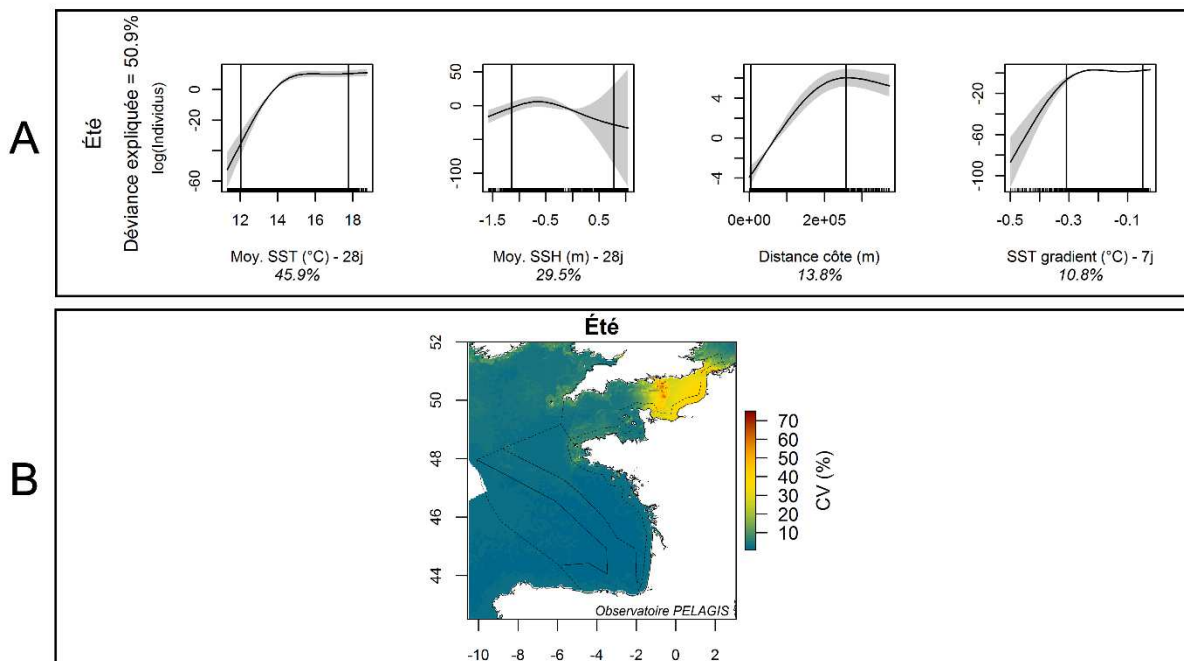 A
Été
Déviance expliquée = 50.9%
log(Individus)
0
-20
-60
12 14 16 18
Moy. SST (°C) - 28j
45.9%
50
0
-100
-1.5 -0.5 0.5
Moy. SSH (m) - 28j
29.5%
4
2
0
-4
0e+00 2e+05
Distance côte (m)
13.8%
-20
-60
-100
-0.5 -0.3 -0.1
SST gradient (°C) - 7j
10.8%
B
Été
52
50
48
46
44
-10 -8 -6 -4 -2 0 2
Observatoire PELAGIS
70
60
50
40
30
20
10
CV (%)